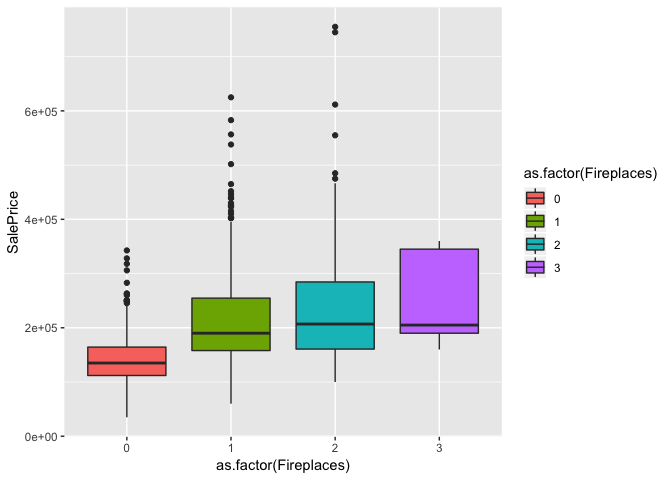 6e+05
4e+05
2e+05
0e+00
SalePrice
0 1 2 3
as.factor(Fireplaces)
as.factor(Fireplaces)
0
1
2
3